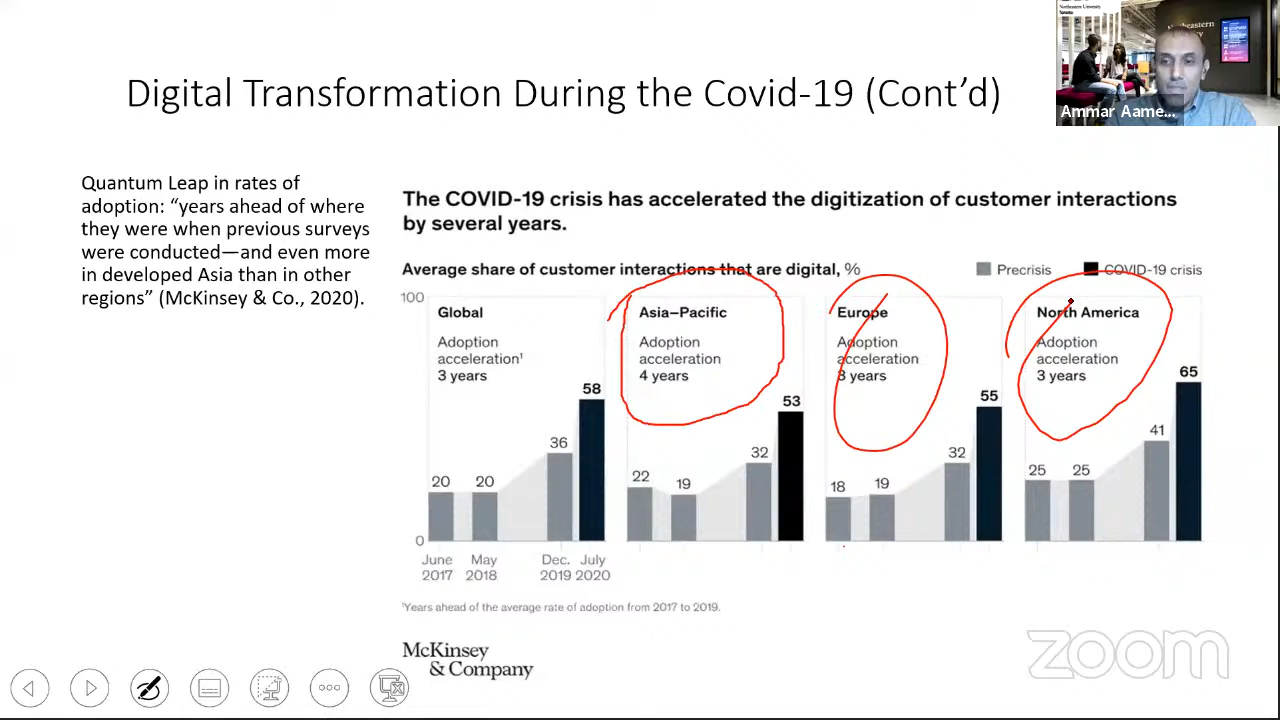 Northeastern University
Toronto
Northeastern
Ammar Aame...
Digital Transformation During the Covid-19 (Cont’d)
Quantum Leap in rates of
adoption: “years ahead of where
they were when previous surveys
were conducted—and even more
in developed Asia than in other
regions” (McKinsey & Co., 2020).
The COVID-19 crisis has accelerated the digitization of customer interactions
by several years.
Average share of customer interactions that are digital, %
Precrisis
COVID-19 crisis
100
0
Global
Adoption
acceleration¹
3 years
20
20
36
58
June
2017
May
2018
Dec.
2019
July
2020
Asia–Pacific
Adoption
acceleration
4 years
22
19
32
53
Europe
Adoption
acceleration
3 years
18
19
32
55
North America
Adoption
acceleration
3 years
25
25
41
65
¹Years ahead of the average rate of adoption from 2017 to 2019.
McKinsey
& Company
zoom